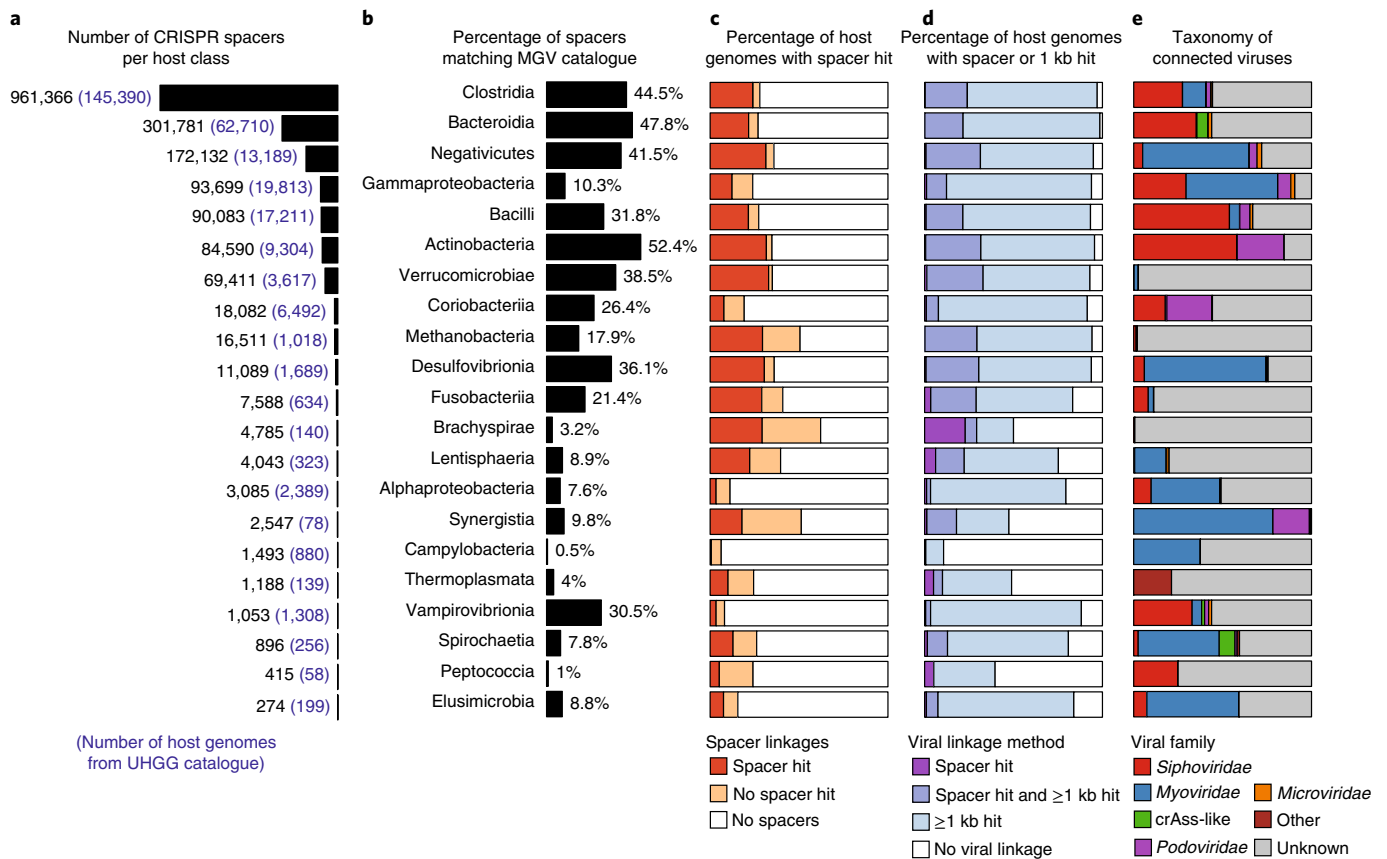 a
Number of CRISPR spacers
per host class
961,366 (145,390)
301,781 (62,710)
172,132 (13,189)
93,699 (19,813)
90,083 (17,211)
84,590 (9,304)
69,411 (3,617)
18,082 (6,492)
16,511 (1,018)
11,089 (1,689)
7,588 (634)
4,785 (140)
4,043 (323)
3,085 (2,389)
2,547 (78)
1,493 (880)
1,188 (139)
1,053 (1,308)
896 (256)
415 (58)
274 (199)
(Number of host genomes
from UHGG catalogue)
b
Percentage of spacers
matching MGV catalogue
Clostridia 44.5%
Bacteroidia 47.8%
Negativicutes 41.5%
Gammaproteobacteria 10.3%
Bacilli 31.8%
Actinobacteria 52.4%
Verrucomicrobiae 38.5%
Coriobacteriia 26.4%
Methanobacteria 17.9%
Desulfovibrionia 36.1%
Fusobacteriia 21.4%
Brachyspirae 3.2%
Lentisphaeria 8.9%
Alphaproteobacteria 7.6%
Synergistia 9.8%
Campylobacteria 0.5%
Thermoplasmata 4%
Vampirovibrionia 30.5%
Spirochaetia 7.8%
Peptococcia 1%
Elusimicrobia 8.8%
c
Percentage of host
genomes with spacer hit
Spacer linkages
Spacer hit
No spacer hit
No spacers
d
Percentage of host genomes
with spacer or 1 kb hit
Viral linkage method
Spacer hit
Spacer hit and ≥1 kb hit
≥1 kb hit
No viral linkage
e
Taxonomy of
connected viruses
Viral family
Siphoviridae
Myoviridae
crAss-like
Podoviridae
Microviridae
Other
Unknown